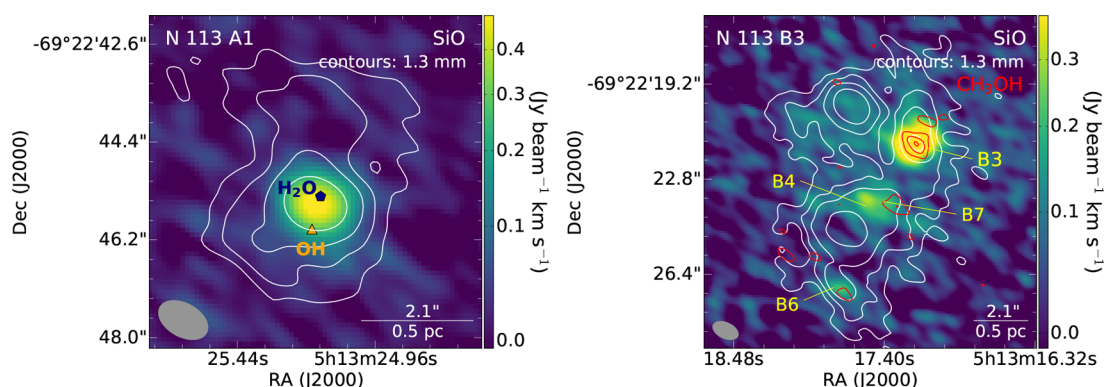 N 113 A1
SiO
contours: 1.3 mm
H₂O
OH
2.1"
0.5 pc
-69°22'42.6"
44.4"
46.2"
48.0"
Dec (J2000)
25.44s
5h13m24.96s
RA (J2000)
0.4
0.3
0.2
0.1
0.0
(Jy beam⁻¹ km s⁻¹)
N 113 B3
SiO
contours: 1.3 mm
CH₃OH
B3
B4
B7
B6
2.1"
0.5 pc
-69°22'19.2"
22.8"
26.4"
Dec (J2000)
18.48s
17.40s
5h13m16.32s
RA (J2000)
0.3
0.2
0.1
0.0
(Jy beam⁻¹ km s⁻¹)